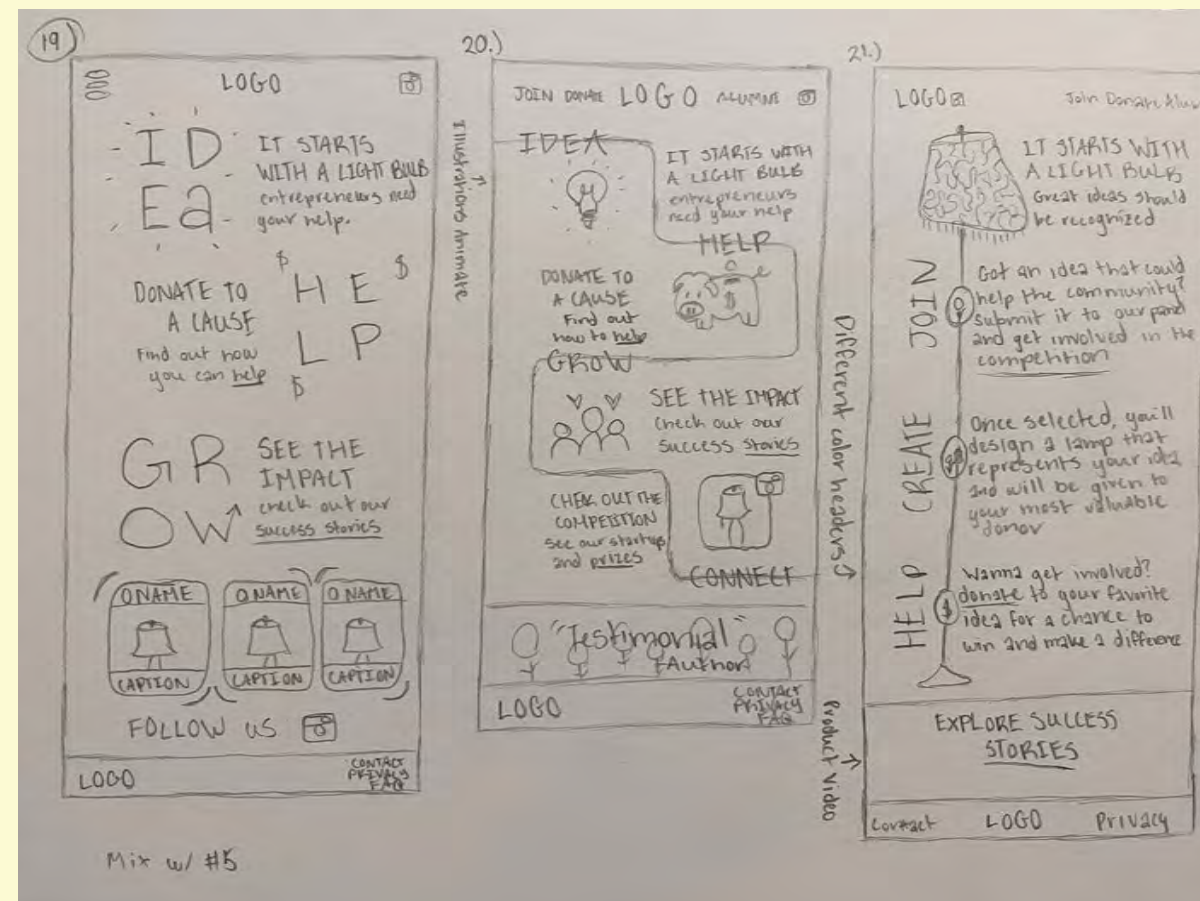 19
LOGO
I D
Ea
IT STARTS
WITH A LIGHT BULB
entrepreneurs need
your help.
DONATE TO
A CAUSE
Find out how
you can help
$ H E $
L P
$
GR
OW
SEE THE
IMPACT
check out our
success stories
O NAME
CAPTION
O NAME
CAPTION
O NAME
CAPTION
FOLLOW US
LOGO
CONTACT
PRIVACY
FAQ
Mix w/ #5
Illustrations Animate
20.)
JOIN DONATE LOGO ALUMNI
IDEA
IT STARTS WITH
A LIGHT BULB
entrepreneurs
need your help
HELP
DONATE TO
A CAUSE
Find out
how to help
$
GROW
SEE THE IMPACT
check out our
success stories
CHECK OUT THE
COMPETITION
see our startups
and prizes
CONNECT
"Testimonial"
-Author
LOGO
CONTACT
PRIVACY
FAQ
Different color headers
Product video
21.)
LOGO
Join Donate Alu
IT STARTS WITH
A LIGHT BULB
Great ideas should
be recognized
JOIN
Got an idea that could
help the community?
submit it to our panel
and get involved in the
competition
CREATE
Once selected, you'll
design a lamp that
represents your idea
and will be given to
your most valuable
donor
HELP
$
Wanna get involved?
donate to your favorite
idea for a chance to
win and make a difference
EXPLORE SUCCESS
STORIES
Contact LOGO Privacy